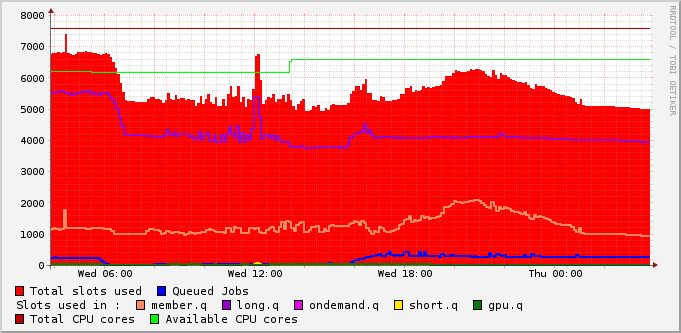 8000
7000
6000
5000
4000
3000
2000
1000
0
Wed 06:00 Wed 12:00 Wed 18:00 Thu 00:00
RRDTOOL / TOBI OETIKER
Total slots used Queued Jobs
Slots used in : member.q long.q ondemand.q short.q gpu.q
Total CPU cores Available CPU cores